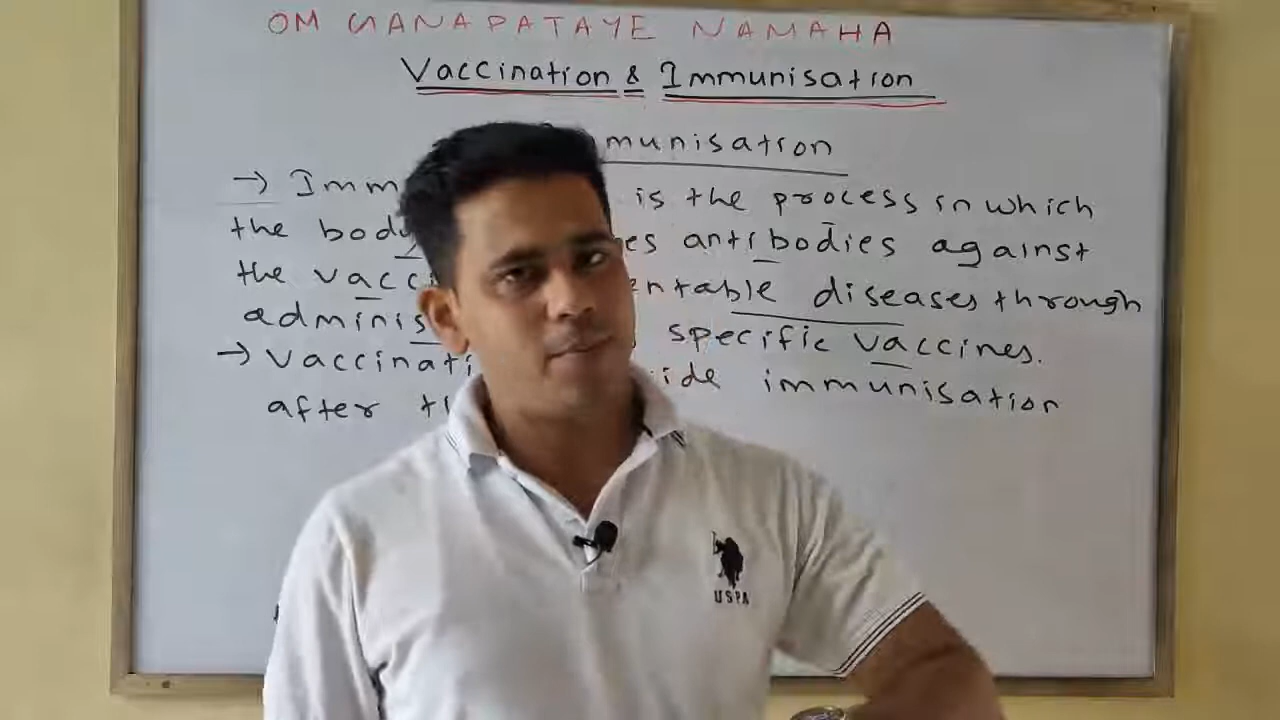 OM GANAPATAYE NAMAHA
Vaccination & Immunisation
munisation
→ Imm is the process in which
the body es antibodies against
the vacc entable diseases through
adminis specific vaccines.
→ Vaccinati ide immunisation
after th
USPA